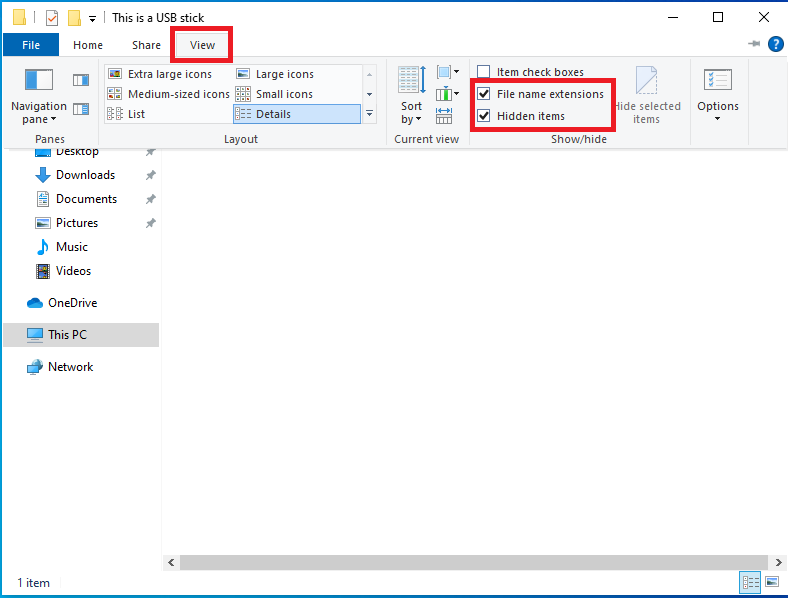 This is a USB stick
File Home Share View
Navigation pane
Panes
Extra large icons Large icons
Medium-sized icons Small icons
List Details
Layout
Sort by
Current view
Item check boxes
File name extensions
Hidden items
Hide selected items
Show/hide
Options
Desktop
Downloads
Documents
Pictures
Music
Videos
OneDrive
This PC
Network
1 item